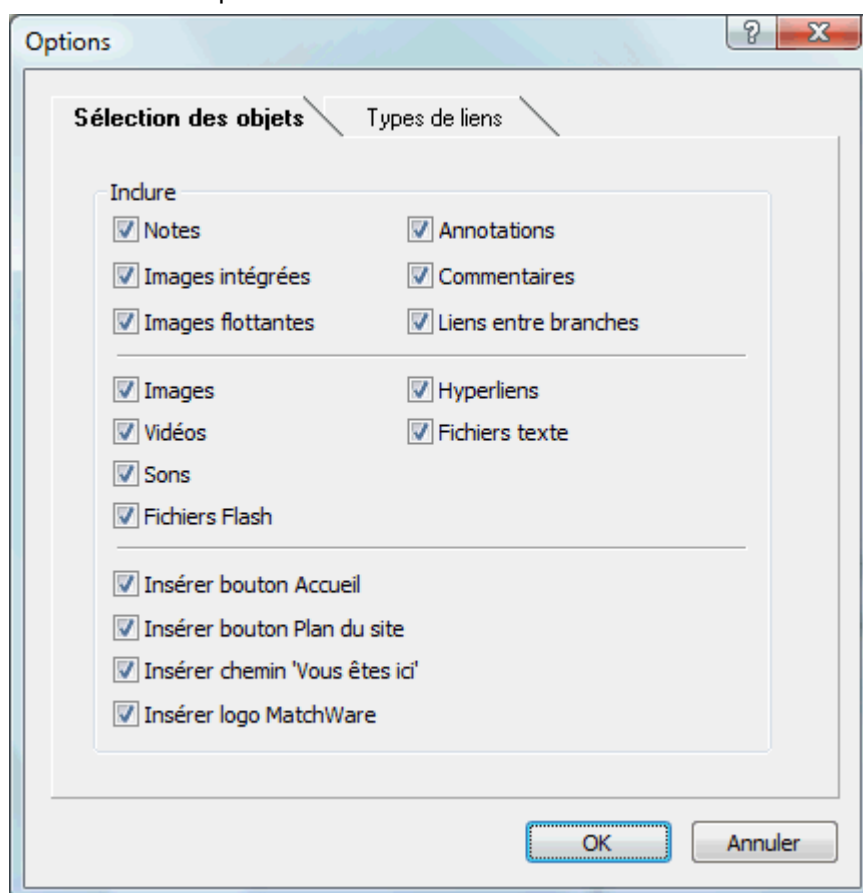 Options
Sélection des objets Types de liens
Inclure
Notes Annotations
Images intégrées Commentaires
Images flottantes Liens entre branches
Images Hyperliens
Vidéos Fichiers texte
Sons
Fichiers Flash
Insérer bouton Accueil
Insérer bouton Plan du site
Insérer chemin 'Vous êtes ici'
Insérer logo MatchWare
OK Annuler